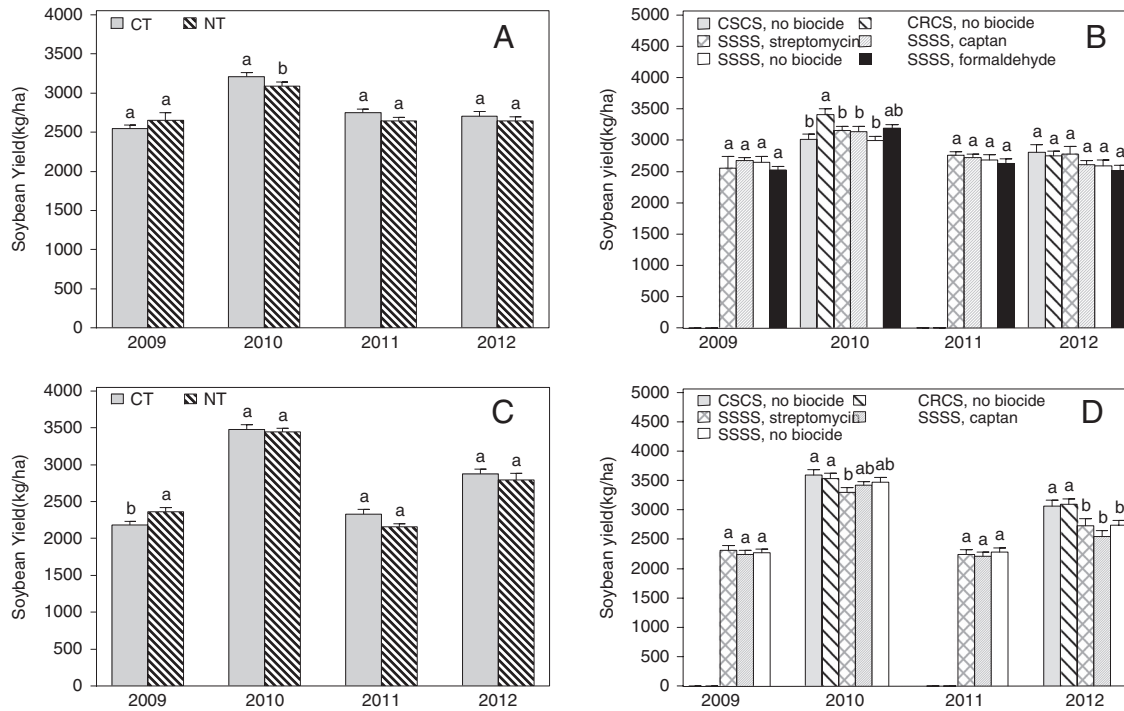 4000
3500
3000
2500
2000
1500
1000
500
0
Soybean Yield(kg/ha)
CT NT
A
a a a b a a a a
2009 2010 2011 2012
5000
4500
4000
3500
3000
2500
2000
1500
1000
500
0
Soybean yield(kg/ha)
CSCS, no biocide CRCS, no biocide
SSSS, streptomycin SSSS, captan
SSSS, no biocide SSSS, formaldehyde
B
a a a a b a b b b ab a a a a a a a a a a
2009 2010 2011 2012
4000
3500
3000
2500
2000
1500
1000
500
0
Soybean Yield(kg/ha)
CT NT
C
b a a a a a a a
2009 2010 2011 2012
5000
4500
4000
3500
3000
2500
2000
1500
1000
500
0
Soybean yield(kg/ha)
CSCS, no biocide CRCS, no biocide
SSSS, streptomycin SSSS, captan
SSSS, no biocide
D
a a a a a b ab ab a a a a a b b b
2009 2010 2011 2012